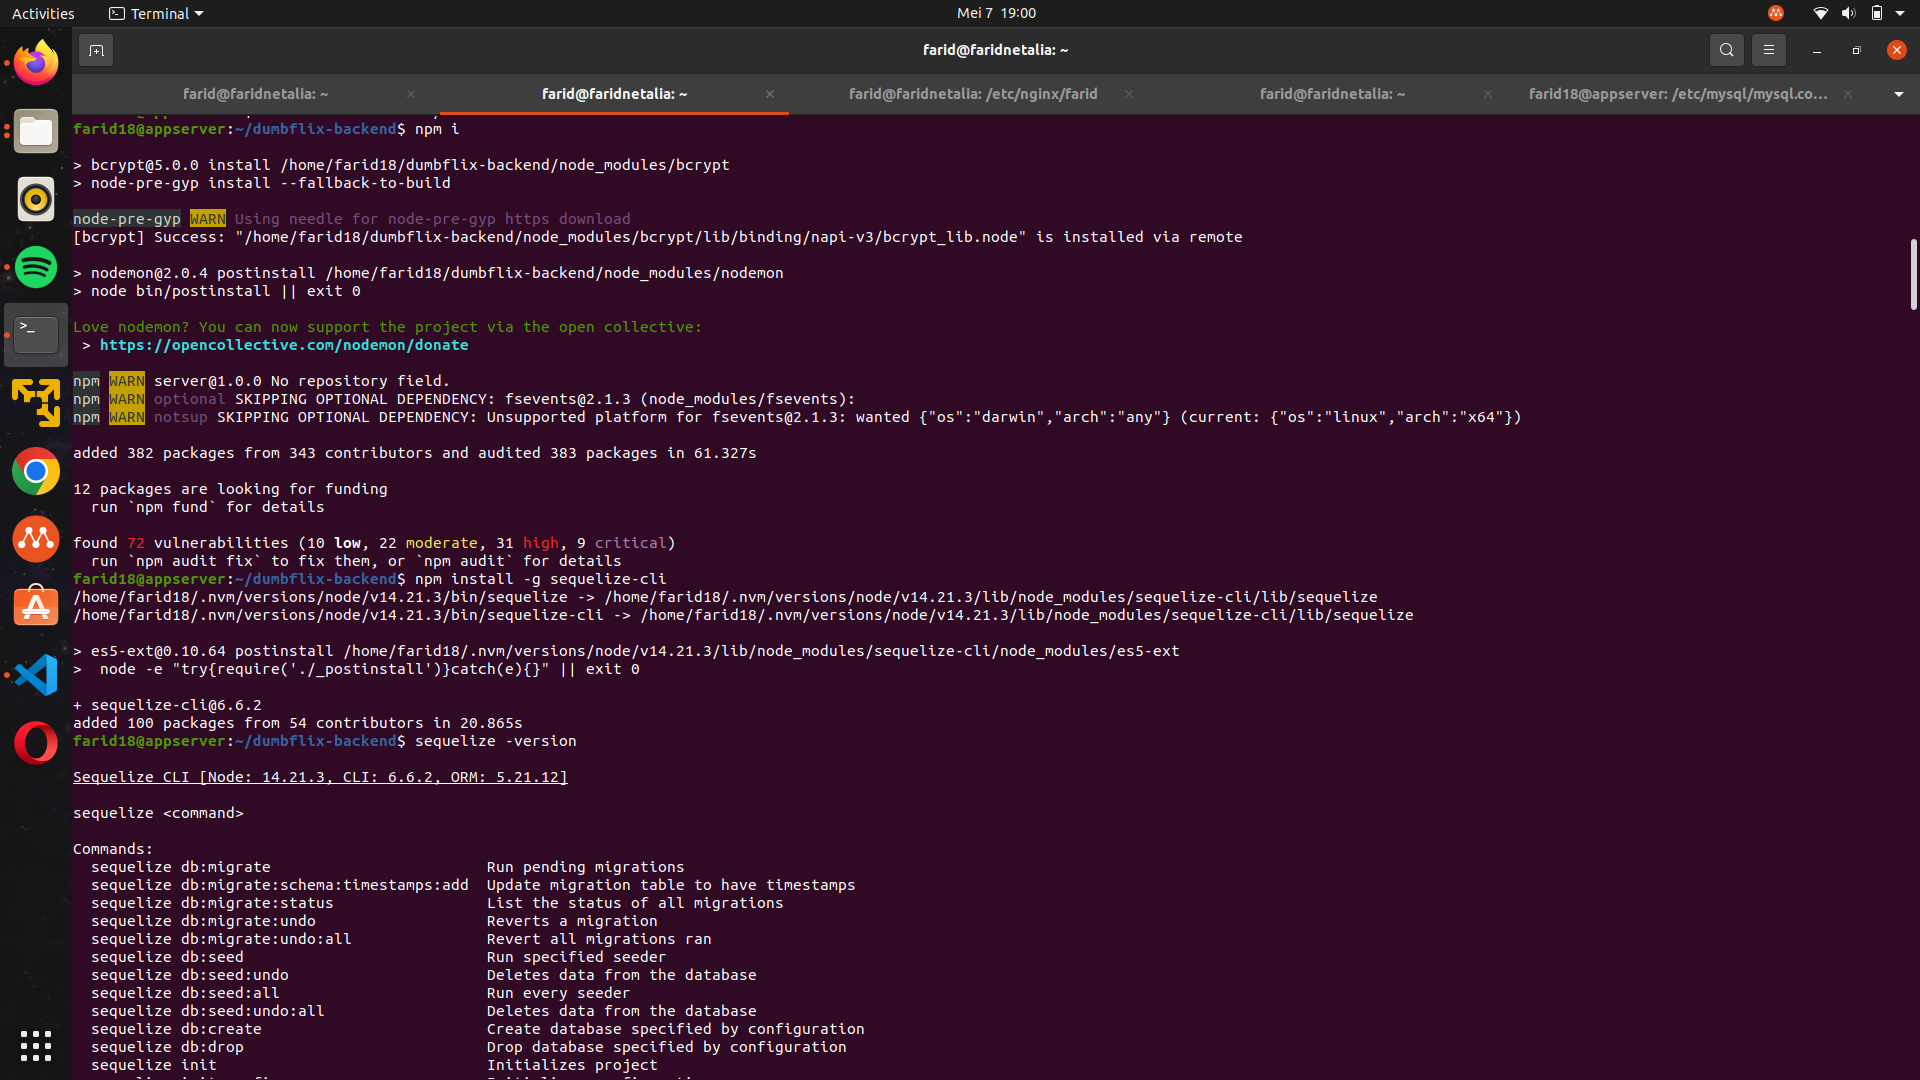 Activities
Terminal
Mei 7 19:00
farid@faridnetalia: ~
farid@faridnetalia: ~
farid@faridnetalia: ~
farid@faridnetalia: /etc/nginx/farid
farid@faridnetalia: ~
farid18@appserver: /etc/mysql/mysql.co...
farid18@appserver:~/dumbflix-backend$ npm i
> bcrypt@5.0.0 install /home/farid18/dumbflix-backend/node_modules/bcrypt
> node-pre-gyp install --fallback-to-build
node-pre-gyp WARN Using needle for node-pre-gyp https download
[bcrypt] Success: "/home/farid18/dumbflix-backend/node_modules/bcrypt/lib/binding/napi-v3/bcrypt_lib.node" is installed via remote
> nodemon@2.0.4 postinstall /home/farid18/dumbflix-backend/node_modules/nodemon
> node bin/postinstall || exit 0
Love nodemon? You can now support the project via the open collective:
 > https://opencollective.com/nodemon/donate
npm WARN server@1.0.0 No repository field.
npm WARN optional SKIPPING OPTIONAL DEPENDENCY: fsevents@2.1.3 (node_modules/fsevents):
npm WARN notsup SKIPPING OPTIONAL DEPENDENCY: Unsupported platform for fsevents@2.1.3: wanted {"os":"darwin","arch":"any"} (current: {"os":"linux","arch":"x64"})
added 382 packages from 343 contributors and audited 383 packages in 61.327s
12 packages are looking for funding
  run `npm fund` for details
found 72 vulnerabilities (10 low, 22 moderate, 31 high, 9 critical)
  run `npm audit fix` to fix them, or `npm audit` for details
farid18@appserver:~/dumbflix-backend$ npm install -g sequelize-cli
/home/farid18/.nvm/versions/node/v14.21.3/bin/sequelize -> /home/farid18/.nvm/versions/node/v14.21.3/lib/node_modules/sequelize-cli/lib/sequelize
/home/farid18/.nvm/versions/node/v14.21.3/bin/sequelize-cli -> /home/farid18/.nvm/versions/node/v14.21.3/lib/node_modules/sequelize-cli/lib/sequelize
> es5-ext@0.10.64 postinstall /home/farid18/.nvm/versions/node/v14.21.3/lib/node_modules/sequelize-cli/node_modules/es5-ext
>  node -e "try{require('./_postinstall')}catch(e){}" || exit 0
+ sequelize-cli@6.6.2
added 100 packages from 54 contributors in 20.865s
farid18@appserver:~/dumbflix-backend$ sequelize -version
Sequelize CLI [Node: 14.21.3, CLI: 6.6.2, ORM: 5.21.12]
sequelize <command>
Commands:
  sequelize db:migrate                        Run pending migrations
  sequelize db:migrate:schema:timestamps:add  Update migration table to have timestamps
  sequelize db:migrate:status                 List the status of all migrations
  sequelize db:migrate:undo                   Reverts a migration
  sequelize db:migrate:undo:all               Revert all migrations ran
  sequelize db:seed                           Run specified seeder
  sequelize db:seed:undo                      Deletes data from the database
  sequelize db:seed:all                       Run every seeder
  sequelize db:seed:undo:all                  Deletes data from the database
  sequelize db:create                         Create database specified by configuration
  sequelize db:drop                           Drop database specified by configuration
  sequelize init                              Initializes project